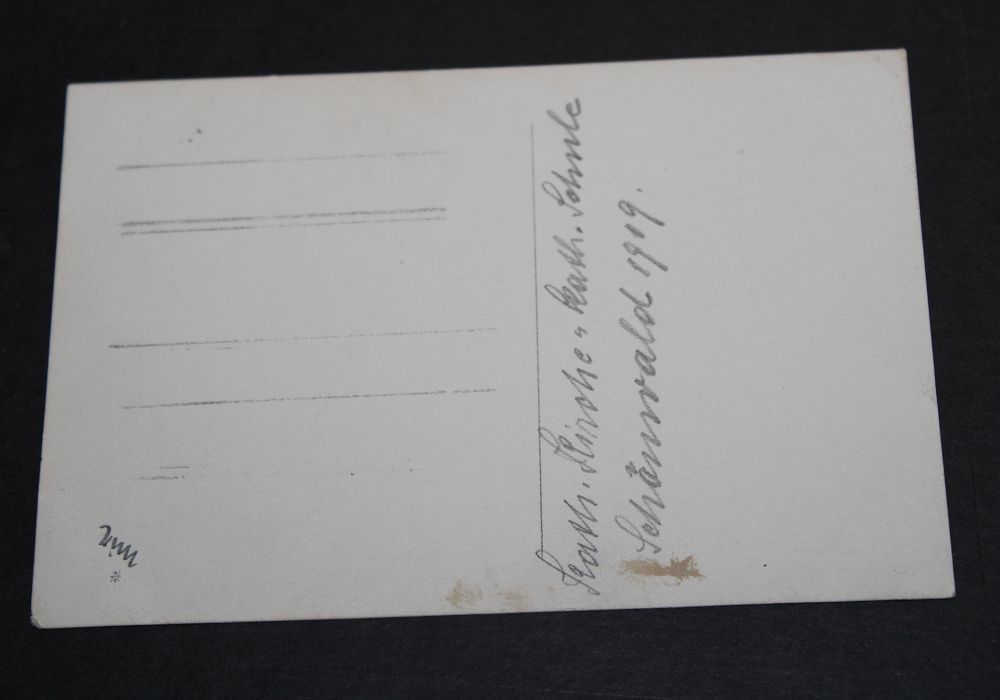 Kath. Kirche u kath. Schule
Schönwald 1919.